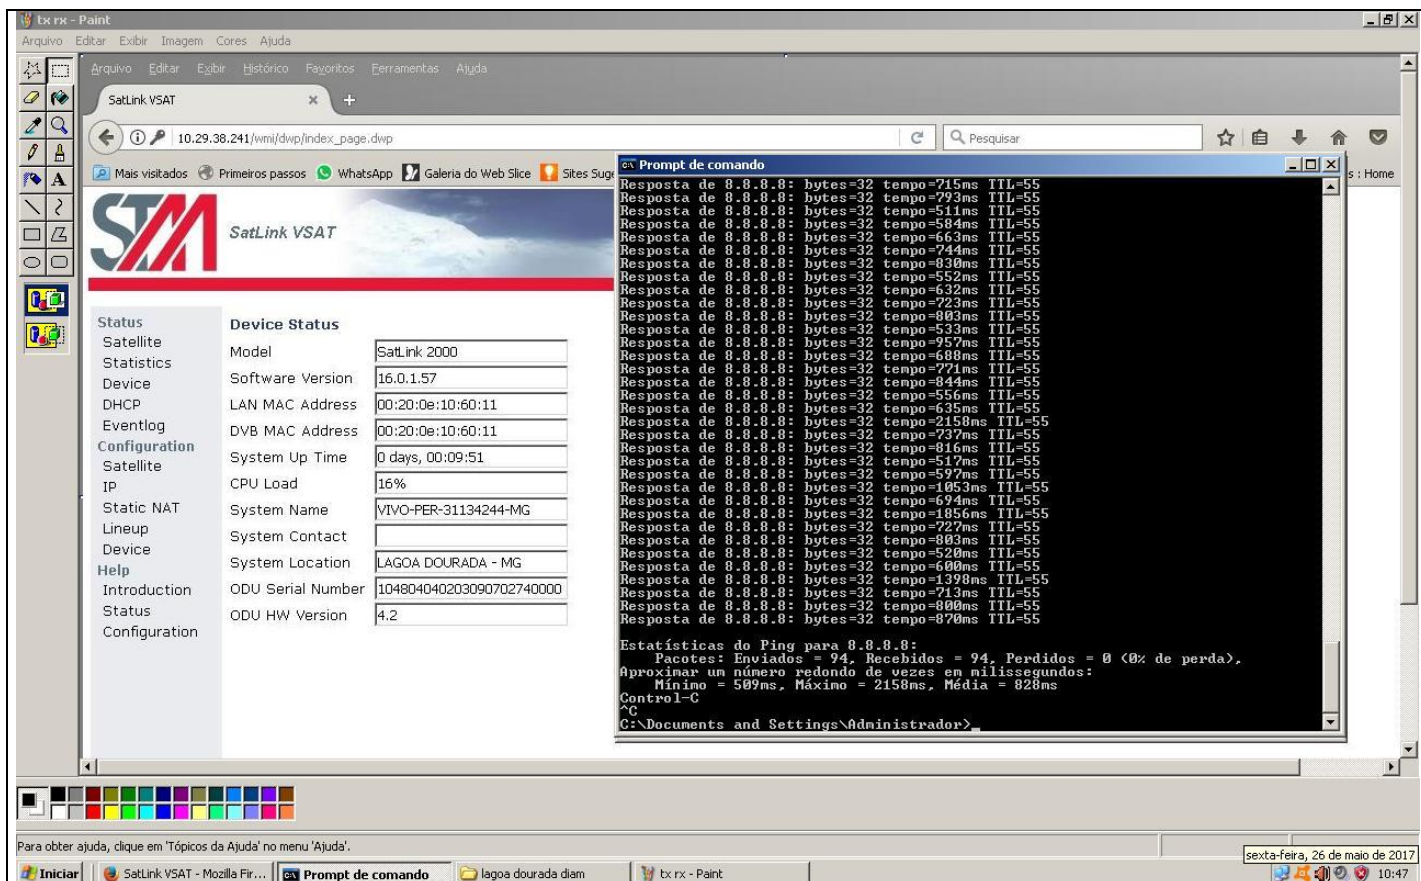 tx rx - Paint
Arquivo Editar Exibir Imagem Cores Ajuda
Arquivo Editar Exibir Histórico Favoritos Ferramentas Ajuda
SatLink VSAT
10.29.38.241/wmi/dwp/index_page.dwp
Pesquisar
Mais visitados Primeiros passos WhatsApp Galeria do Web Slice Sites Suge
s : Home
STM
SatLink VSAT
Status
Satellite
Statistics
Device
DHCP
Eventlog
Configuration
Satellite
IP
Static NAT
Lineup
Device
Help
Introduction
Status
Configuration
Device Status
Model SatLink 2000
Software Version 16.0.1.57
LAN MAC Address 00:20:0e:10:60:11
DVB MAC Address 00:20:0e:10:60:11
System Up Time 0 days, 00:09:51
CPU Load 16%
System Name VIVO-PER-31134244-MG
System Contact
System Location LAGOA DOURADA - MG
ODU Serial Number 104804040203090702740000
ODU HW Version 4.2
Prompt de comando
Resposta de 8.8.8.8: bytes=32 tempo=715ms TTL=55
Resposta de 8.8.8.8: bytes=32 tempo=793ms TTL=55
Resposta de 8.8.8.8: bytes=32 tempo=511ms TTL=55
Resposta de 8.8.8.8: bytes=32 tempo=584ms TTL=55
Resposta de 8.8.8.8: bytes=32 tempo=663ms TTL=55
Resposta de 8.8.8.8: bytes=32 tempo=744ms TTL=55
Resposta de 8.8.8.8: bytes=32 tempo=830ms TTL=55
Resposta de 8.8.8.8: bytes=32 tempo=552ms TTL=55
Resposta de 8.8.8.8: bytes=32 tempo=632ms TTL=55
Resposta de 8.8.8.8: bytes=32 tempo=723ms TTL=55
Resposta de 8.8.8.8: bytes=32 tempo=803ms TTL=55
Resposta de 8.8.8.8: bytes=32 tempo=533ms TTL=55
Resposta de 8.8.8.8: bytes=32 tempo=957ms TTL=55
Resposta de 8.8.8.8: bytes=32 tempo=688ms TTL=55
Resposta de 8.8.8.8: bytes=32 tempo=771ms TTL=55
Resposta de 8.8.8.8: bytes=32 tempo=844ms TTL=55
Resposta de 8.8.8.8: bytes=32 tempo=556ms TTL=55
Resposta de 8.8.8.8: bytes=32 tempo=635ms TTL=55
Resposta de 8.8.8.8: bytes=32 tempo=2158ms TTL=55
Resposta de 8.8.8.8: bytes=32 tempo=737ms TTL=55
Resposta de 8.8.8.8: bytes=32 tempo=816ms TTL=55
Resposta de 8.8.8.8: bytes=32 tempo=517ms TTL=55
Resposta de 8.8.8.8: bytes=32 tempo=597ms TTL=55
Resposta de 8.8.8.8: bytes=32 tempo=1053ms TTL=55
Resposta de 8.8.8.8: bytes=32 tempo=694ms TTL=55
Resposta de 8.8.8.8: bytes=32 tempo=1856ms TTL=55
Resposta de 8.8.8.8: bytes=32 tempo=727ms TTL=55
Resposta de 8.8.8.8: bytes=32 tempo=803ms TTL=55
Resposta de 8.8.8.8: bytes=32 tempo=520ms TTL=55
Resposta de 8.8.8.8: bytes=32 tempo=600ms TTL=55
Resposta de 8.8.8.8: bytes=32 tempo=1398ms TTL=55
Resposta de 8.8.8.8: bytes=32 tempo=713ms TTL=55
Resposta de 8.8.8.8: bytes=32 tempo=800ms TTL=55
Resposta de 8.8.8.8: bytes=32 tempo=870ms TTL=55
Estatísticas do Ping para 8.8.8.8:
Pacotes: Enviados = 94, Recebidos = 94, Perdidos = 0 (0% de perda),
Aproximar um número redondo de vezes em milissegundos:
Mínimo = 509ms, Máximo = 2158ms, Média = 828ms
Control-C
^C
C:\Documents and Settings\Administrador>_
Para obter ajuda, clique em 'Tópicos da Ajuda' no menu 'Ajuda'.
sexta-feira, 26 de maio de 2017
Iniciar SatLink VSAT - Mozilla Fir... Prompt de comando lagoa dourada diam tx rx - Paint 10:47